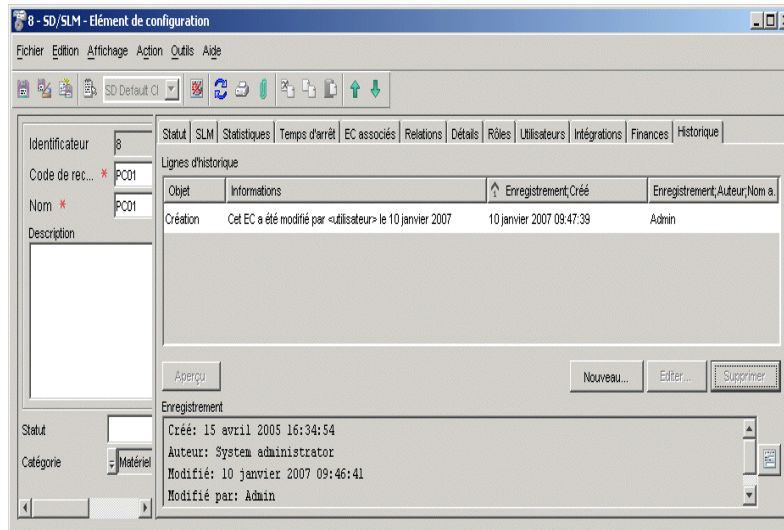 8 - SD/SLM - Elément de configuration
Fichier Edition Affichage Action Outils Aide
SD Default CI
Identificateur 8
Code de rec... * PC01
Nom * PC01
Description
Statut
Catégorie Matériel
Statut SLM Statistiques Temps d'arrêt EC associés Relations Détails Rôles Utilisateurs Intégrations Finances Historique
Lignes d'historique
Objet Informations 1 Enregistrement;Créé Enregistrement;Auteur;Nom a.
Création Cet EC a été modifié par <utilisateur> le 10 janvier 2007 10 janvier 2007 09:47:39 Admin
Aperçu Nouveau... Editer... Supprimer
Enregistrement
Créé: 15 avril 2005 16:34:54
Auteur: System administrator
Modifié: 10 janvier 2007 09:46:41
Modifié par: Admin